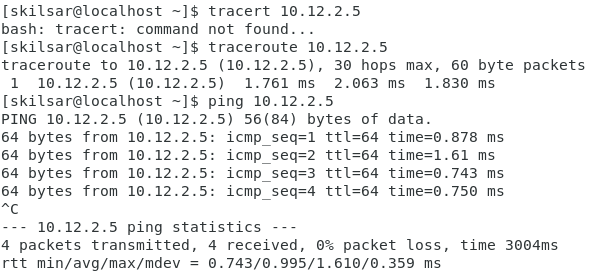 [skilsar@localhost ~]$ tracert 10.12.2.5
bash: tracert: command not found...
[skilsar@localhost ~]$ traceroute 10.12.2.5
traceroute to 10.12.2.5 (10.12.2.5), 30 hops max, 60 byte packets
 1  10.12.2.5 (10.12.2.5)  1.761 ms  2.063 ms  1.830 ms
[skilsar@localhost ~]$ ping 10.12.2.5
PING 10.12.2.5 (10.12.2.5) 56(84) bytes of data.
64 bytes from 10.12.2.5: icmp_seq=1 ttl=64 time=0.878 ms
64 bytes from 10.12.2.5: icmp_seq=2 ttl=64 time=1.61 ms
64 bytes from 10.12.2.5: icmp_seq=3 ttl=64 time=0.743 ms
64 bytes from 10.12.2.5: icmp_seq=4 ttl=64 time=0.750 ms
^C
--- 10.12.2.5 ping statistics ---
4 packets transmitted, 4 received, 0% packet loss, time 3004ms
rtt min/avg/max/mdev = 0.743/0.995/1.610/0.359 ms